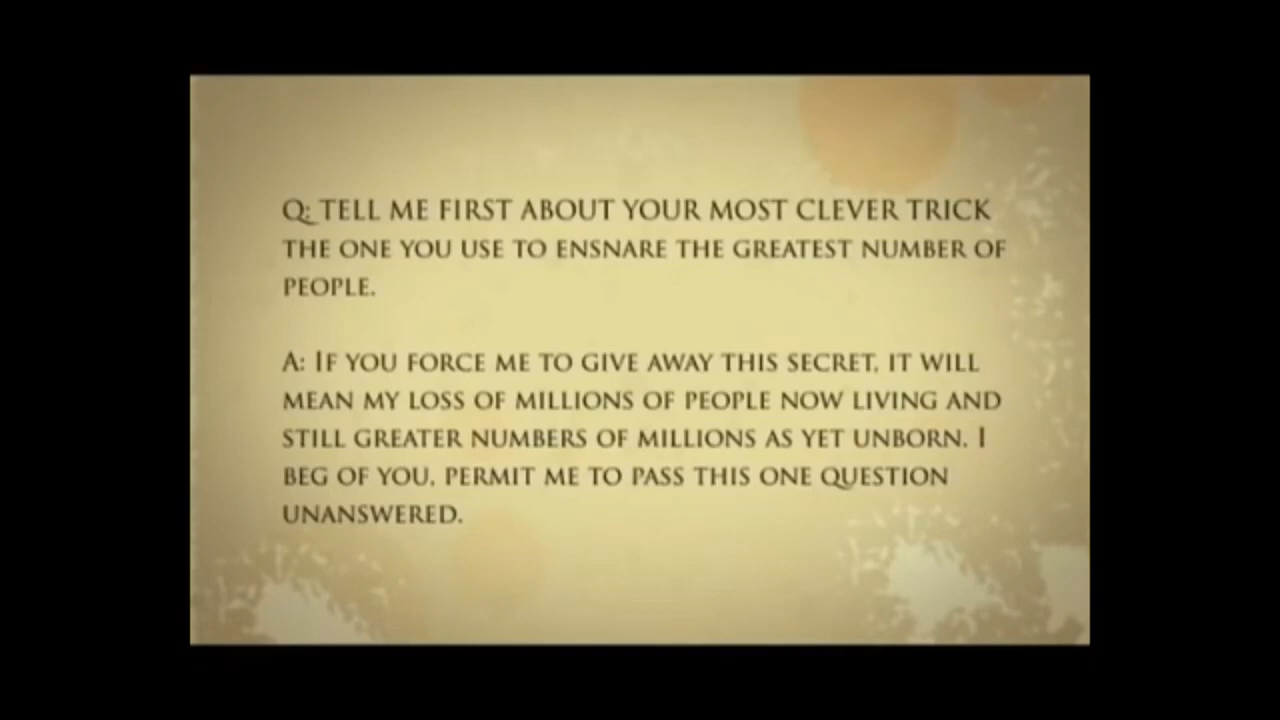 Q: TELL ME FIRST ABOUT YOUR MOST CLEVER TRICK
THE ONE YOU USE TO ENSNARE THE GREATEST NUMBER OF
PEOPLE.
A: IF YOU FORCE ME TO GIVE AWAY THIS SECRET, IT WILL
MEAN MY LOSS OF MILLIONS OF PEOPLE NOW LIVING AND
STILL GREATER NUMBERS OF MILLIONS AS YET UNBORN. I
BEG OF YOU, PERMIT ME TO PASS THIS ONE QUESTION
UNANSWERED.